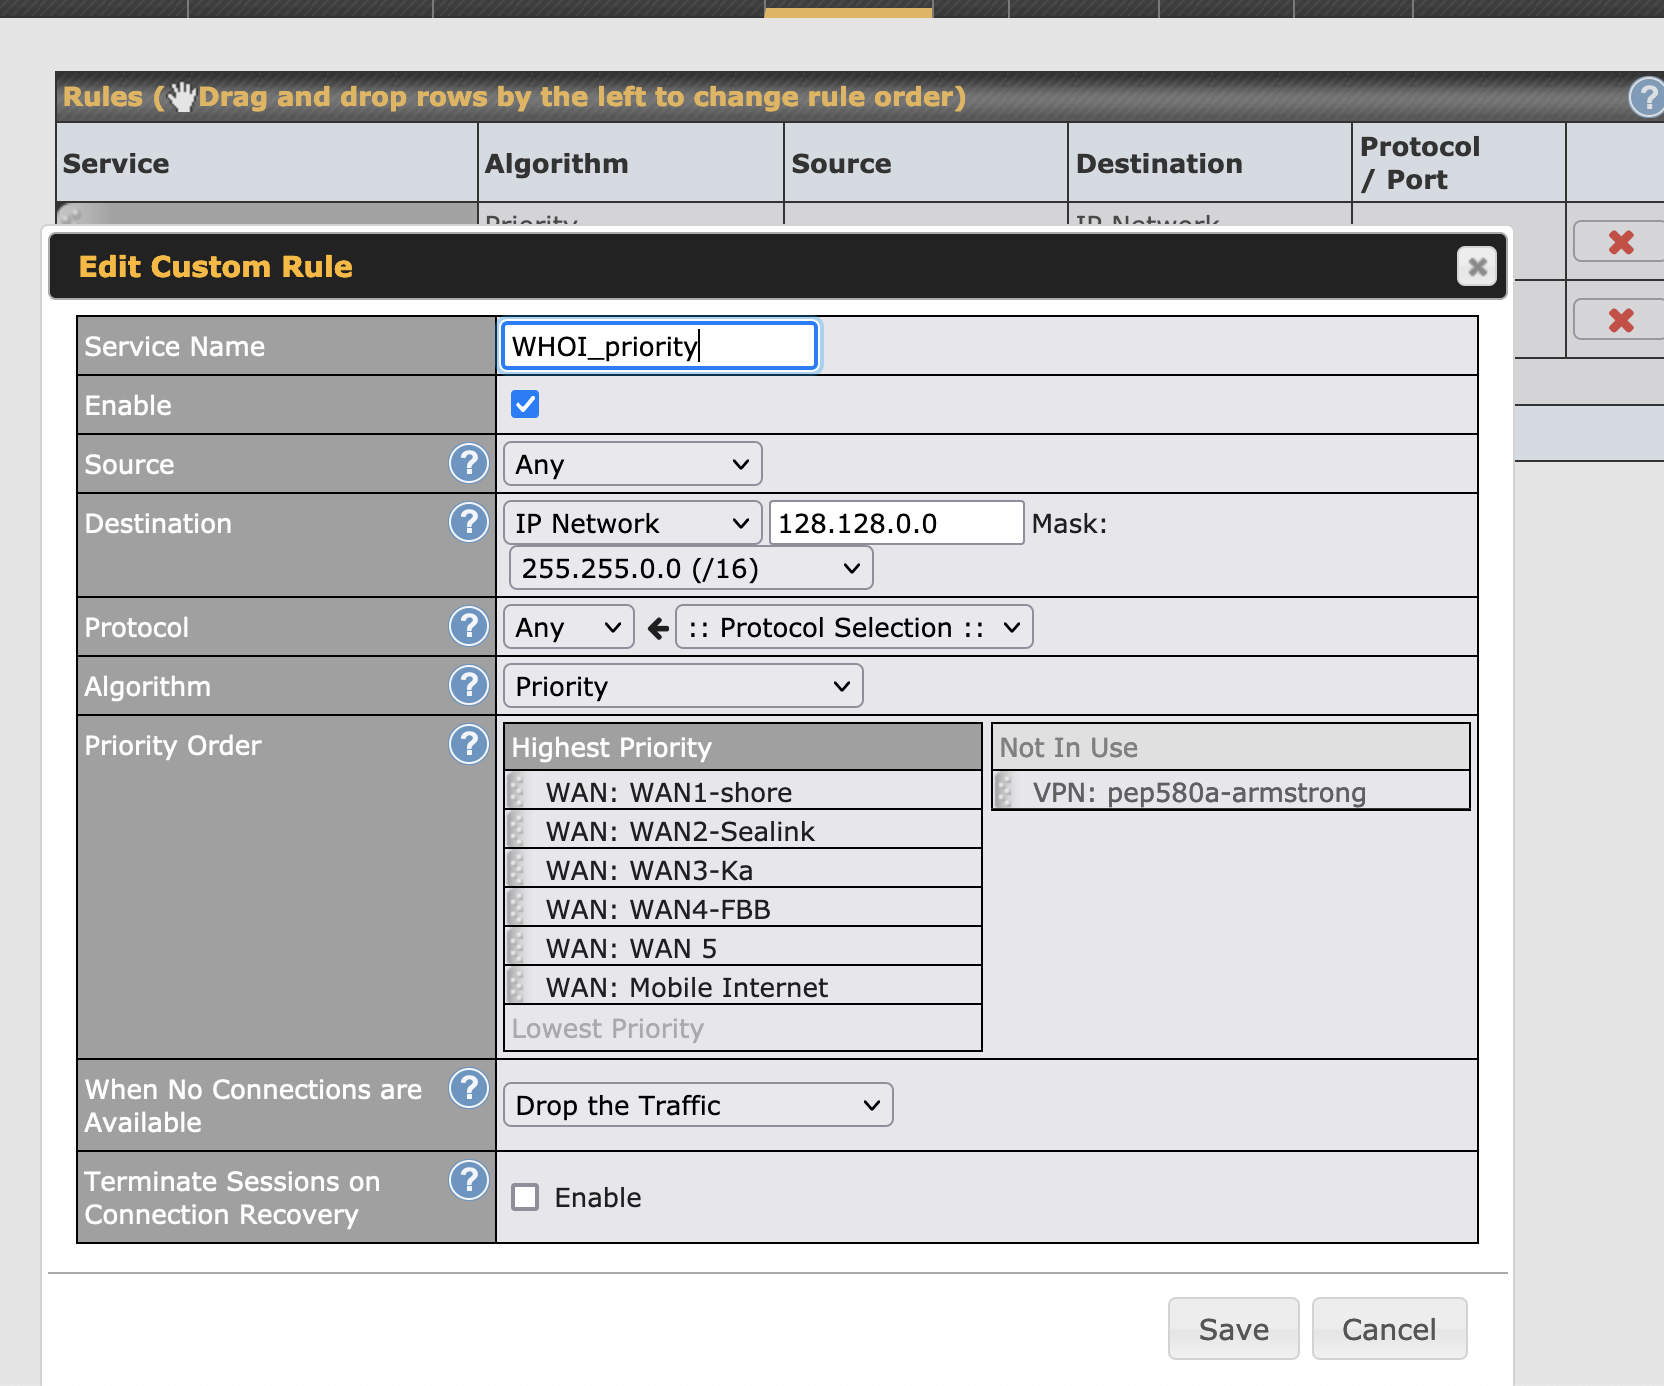 Rules (Drag and drop rows by the left to change rule order)
?
Service Algorithm Source Destination Protocol / Port
Priority IP Network
Edit Custom Rule
Service Name WHOI_priority
Enable
Source ? Any
Destination ? IP Network 128.128.0.0 Mask:
255.255.0.0 (/16)
Protocol ? Any :: Protocol Selection ::
Algorithm ? Priority
Priority Order ? Highest Priority Not In Use
WAN: WAN1-shore VPN: pep580a-armstrong
WAN: WAN2-Sealink
WAN: WAN3-Ka
WAN: WAN4-FBB
WAN: WAN 5
WAN: Mobile Internet
Lowest Priority
When No Connections are Available ? Drop the Traffic
Terminate Sessions on Connection Recovery ? Enable
Save Cancel